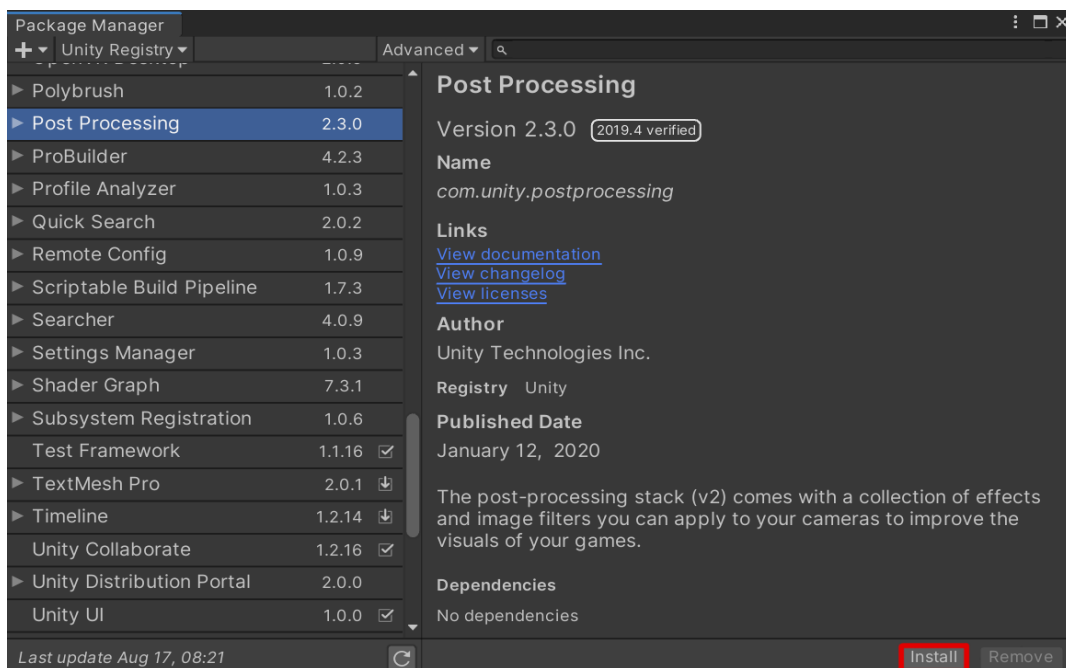 Package Manager
Unity Registry
Advanced
Polybrush 1.0.2
Post Processing 2.3.0
ProBuilder 4.2.3
Profile Analyzer 1.0.3
Quick Search 2.0.2
Remote Config 1.0.9
Scriptable Build Pipeline 1.7.3
Searcher 4.0.9
Settings Manager 1.0.3
Shader Graph 7.3.1
Subsystem Registration 1.0.6
Test Framework 1.1.16
TextMesh Pro 2.0.1
Timeline 1.2.14
Unity Collaborate 1.2.16
Unity Distribution Portal 2.0.0
Unity UI 1.0.0
Last update Aug 17, 08:21
Post Processing
Version 2.3.0 2019.4 verified
Name
com.unity.postprocessing
Links
View documentation
View changelog
View licenses
Author
Unity Technologies Inc.
Registry Unity
Published Date
January 12, 2020
The post-processing stack (v2) comes with a collection of effects
and image filters you can apply to your cameras to improve the
visuals of your games.
Dependencies
No dependencies
Install Remove